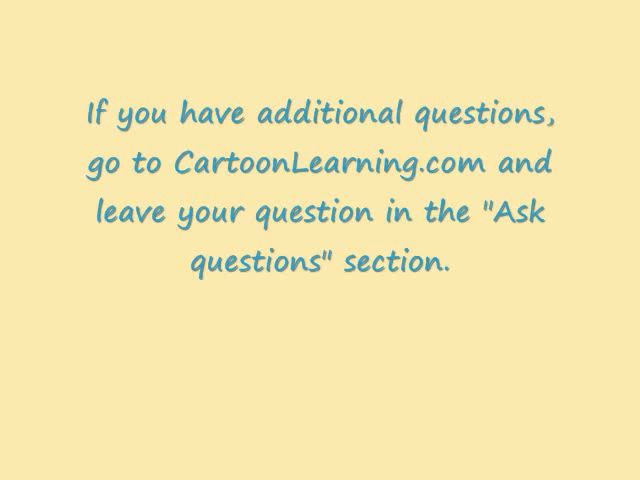 If you have additional questions,
go to CartoonLearning.com and
leave your question in the "Ask
questions" section.